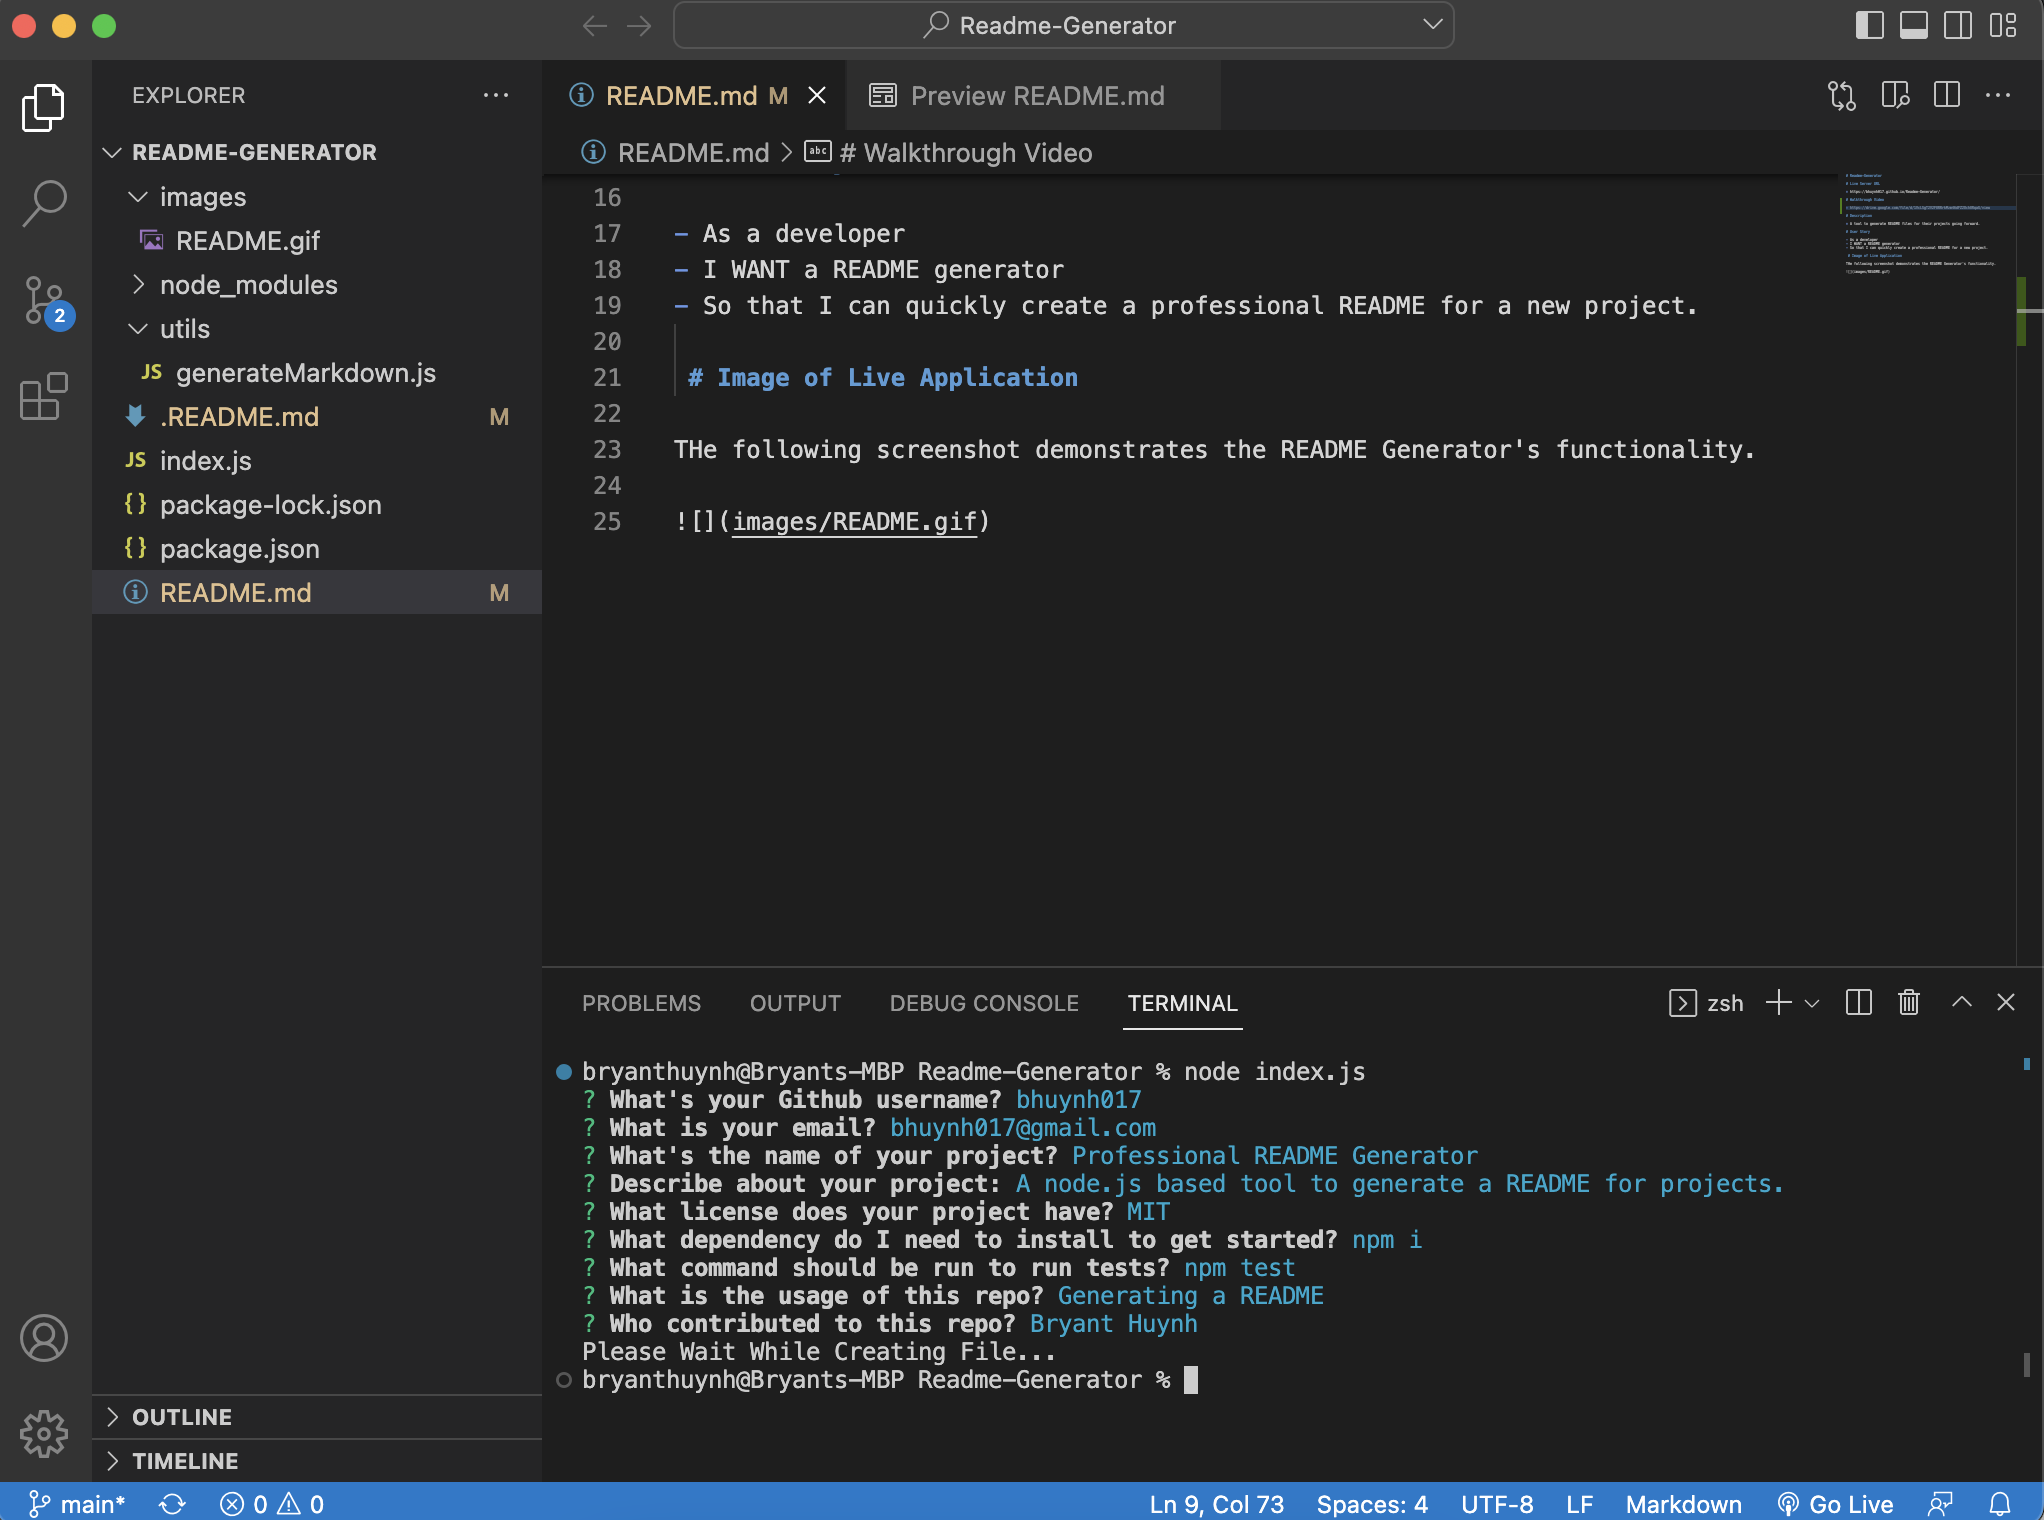 Readme-Generator
EXPLORER
README-GENERATOR
images
README.gif
node_modules
utils
JS generateMarkdown.js
.README.md M
JS index.js
{} package-lock.json
{} package.json
README.md M
OUTLINE
TIMELINE
2
README.md M
Preview README.md
README.md > abc # Walkthrough Video
16
17 - As a developer
18 - I WANT a README generator
19 - So that I can quickly create a professional README for a new project.
20
21 # Image of Live Application
22
23 THe following screenshot demonstrates the README Generator's functionality.
24
25 ![](images/README.gif)
PROBLEMS OUTPUT DEBUG CONSOLE TERMINAL zsh
bryanthuynh@Bryants-MBP Readme-Generator % node index.js
? What's your Github username? bhuynh017
? What is your email? bhuynh017@gmail.com
? What's the name of your project? Professional README Generator
? Describe about your project: A node.js based tool to generate a README for projects.
? What license does your project have? MIT
? What dependency do I need to install to get started? npm i
? What command should be run to run tests? npm test
? What is the usage of this repo? Generating a README
? Who contributed to this repo? Bryant Huynh
Please Wait While Creating File...
bryanthuynh@Bryants-MBP Readme-Generator %
main* 0 0 Ln 9, Col 73 Spaces: 4 UTF-8 LF Markdown Go Live